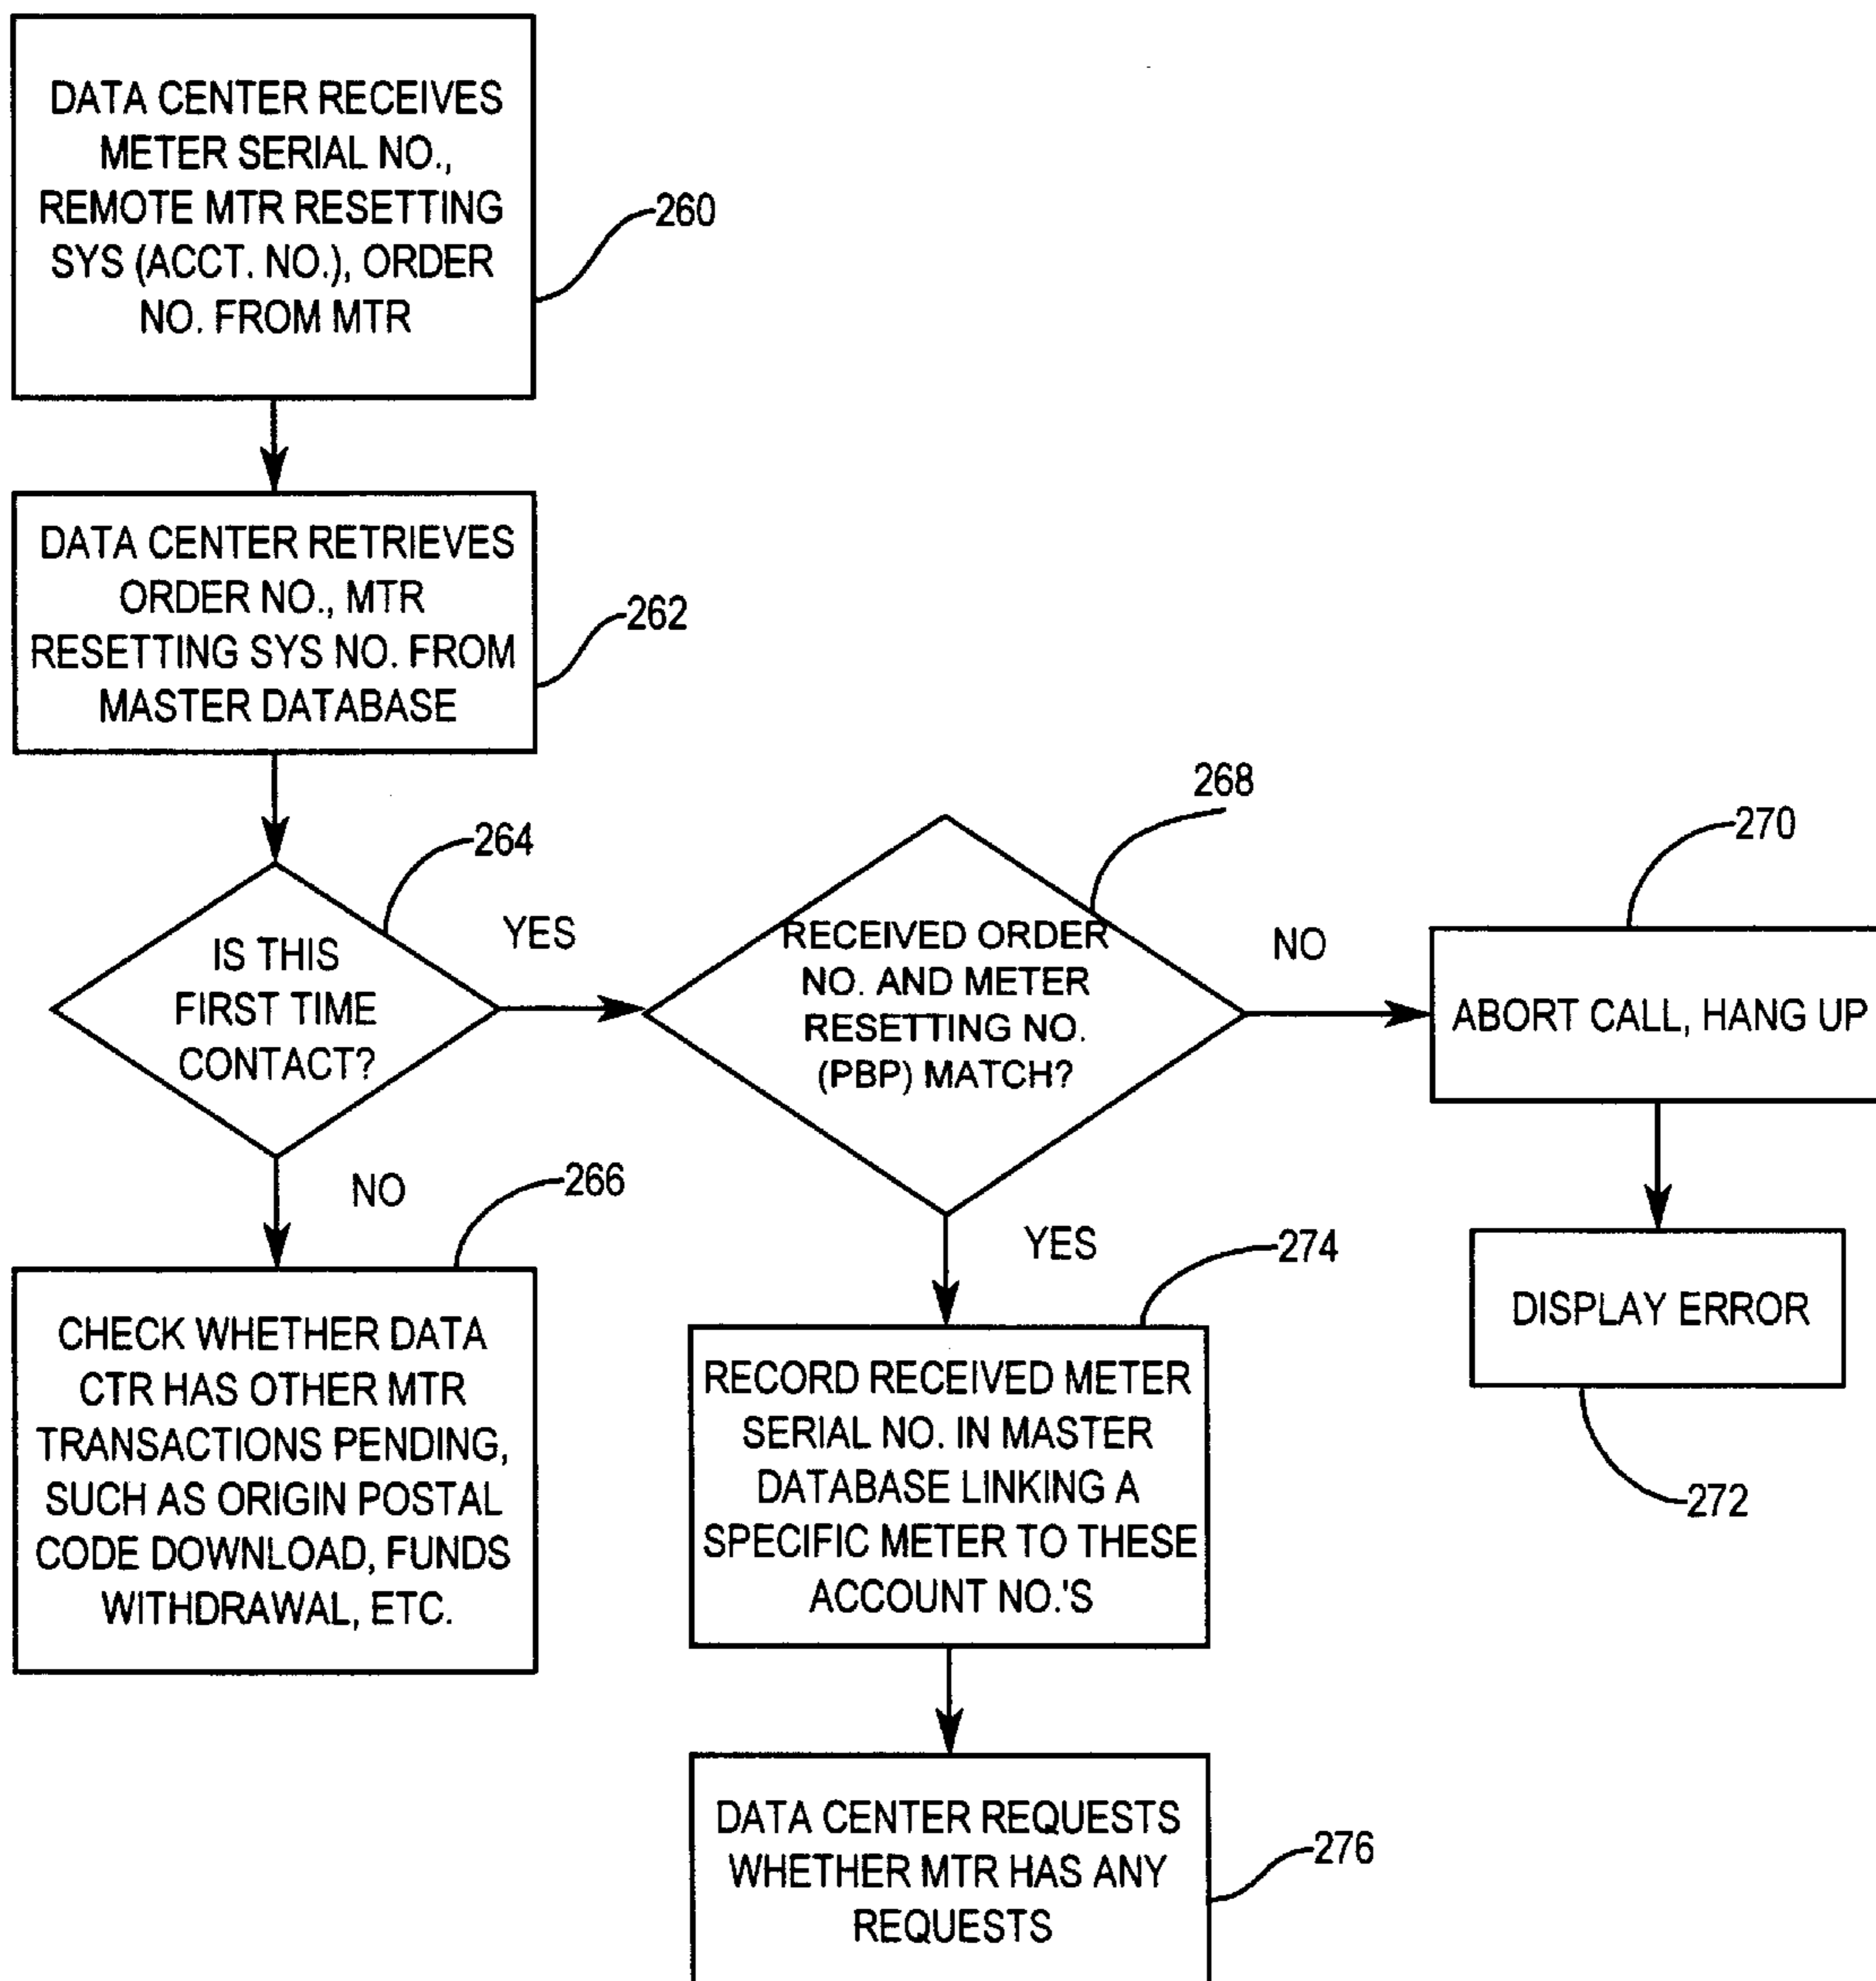 DATA CENTER RECEIVES
METER SERIAL NO.,
REMOTE MTR RESETTING
SYS (ACCT. NO.), ORDER
NO. FROM MTR
260
DATA CENTER RETRIEVES
ORDER NO., MTR
RESETTING SYS NO. FROM
MASTER DATABASE
262
264
IS THIS
FIRST TIME
CONTACT?
YES
NO
268
RECEIVED ORDER
NO. AND METER
RESETTING NO.
(PBP) MATCH?
NO
YES
270
ABORT CALL, HANG UP
DISPLAY ERROR
272
266
CHECK WHETHER DATA
CTR HAS OTHER MTR
TRANSACTIONS PENDING,
SUCH AS ORIGIN POSTAL
CODE DOWNLOAD, FUNDS
WITHDRAWAL, ETC.
274
RECORD RECEIVED METER
SERIAL NO. IN MASTER
DATABASE LINKING A
SPECIFIC METER TO THESE
ACCOUNT NO.'S
DATA CENTER REQUESTS
WHETHER MTR HAS ANY
REQUESTS
276